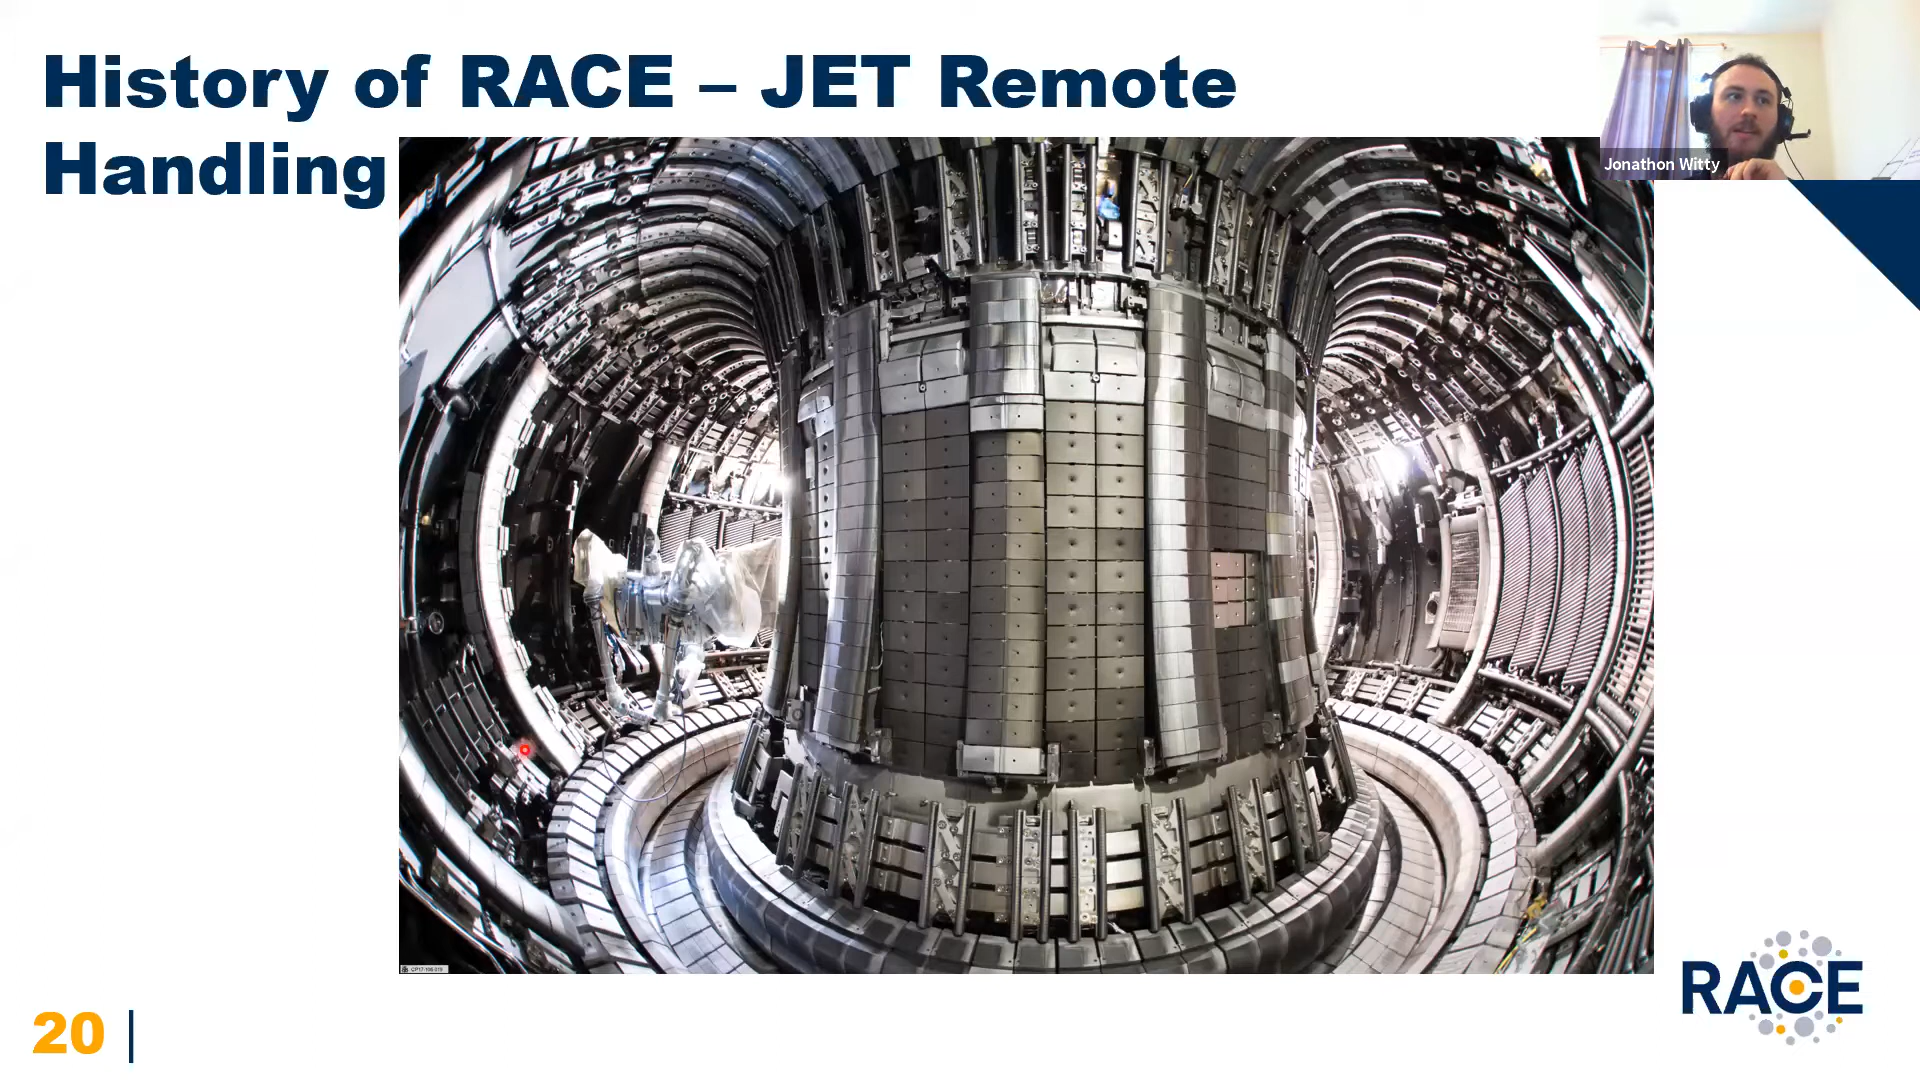 History of RACE – JET Remote
Handling
Jonathon Witty
RACE
20